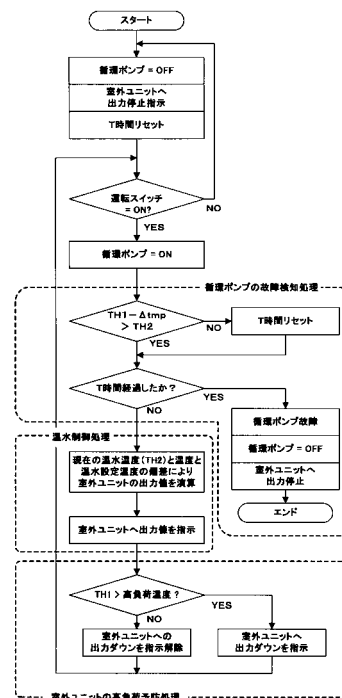 スタート
循環ポンプ = OFF
室外ユニットへ
出力停止指示
T時間リセット
運転スイッチ
= ON?
NO
YES
循環ポンプ = ON
循環ポンプの故障検知処理
TH1－Δtmp
> TH2
NO
T時間リセット
YES
T時間経過したか？
YES
NO
循環ポンプ故障
循環ポンプ = OFF
室外ユニットへ
出力停止
エンド
温水制御処理
現在の温水温度(TH2)と温度と
温水設定温度の偏差により
室外ユニットの出力値を演算
室外ユニットへ出力値を指示
TH1 > 高負荷温度？
YES
NO
室外ユニットへの
出力ダウンを指示解除
室外ユニットへ
出力ダウンを指示
室外ユニットの高負荷予防処理